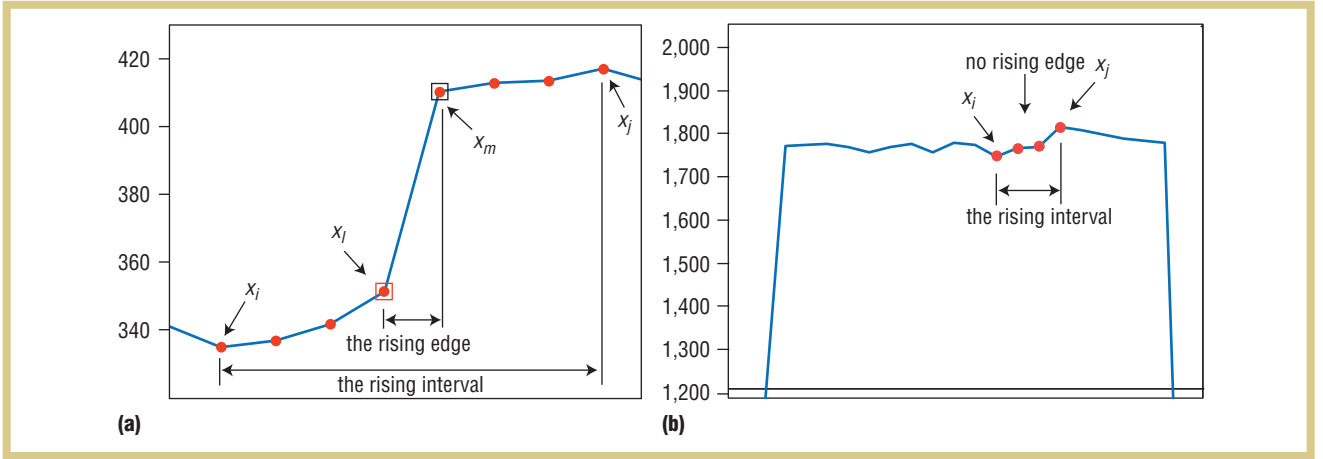 420
400
380
360
340
x_i
x_l
x_m
x_j
the rising edge
the rising interval
(a)
2,000
1,900
1,800
1,700
1,600
1,500
1,400
1,300
1,200
no rising edge
x_i
x_j
the rising interval
(b)